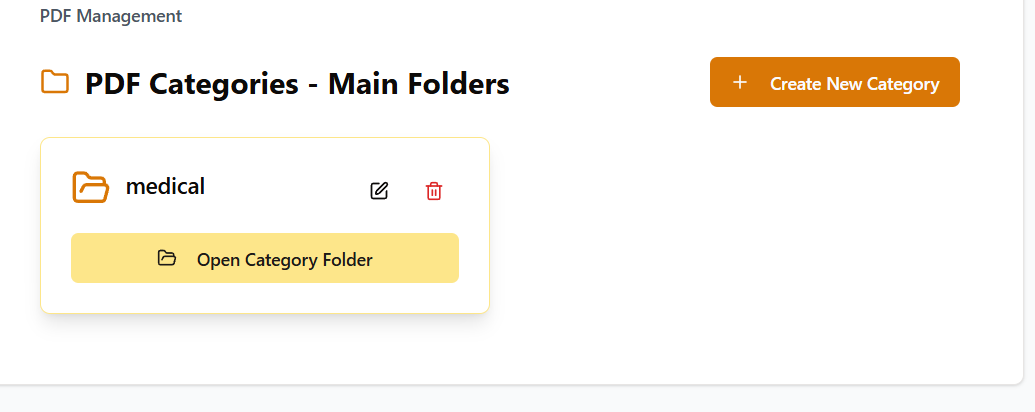 PDF Management
PDF Categories - Main Folders
Create New Category
medical
Open Category Folder